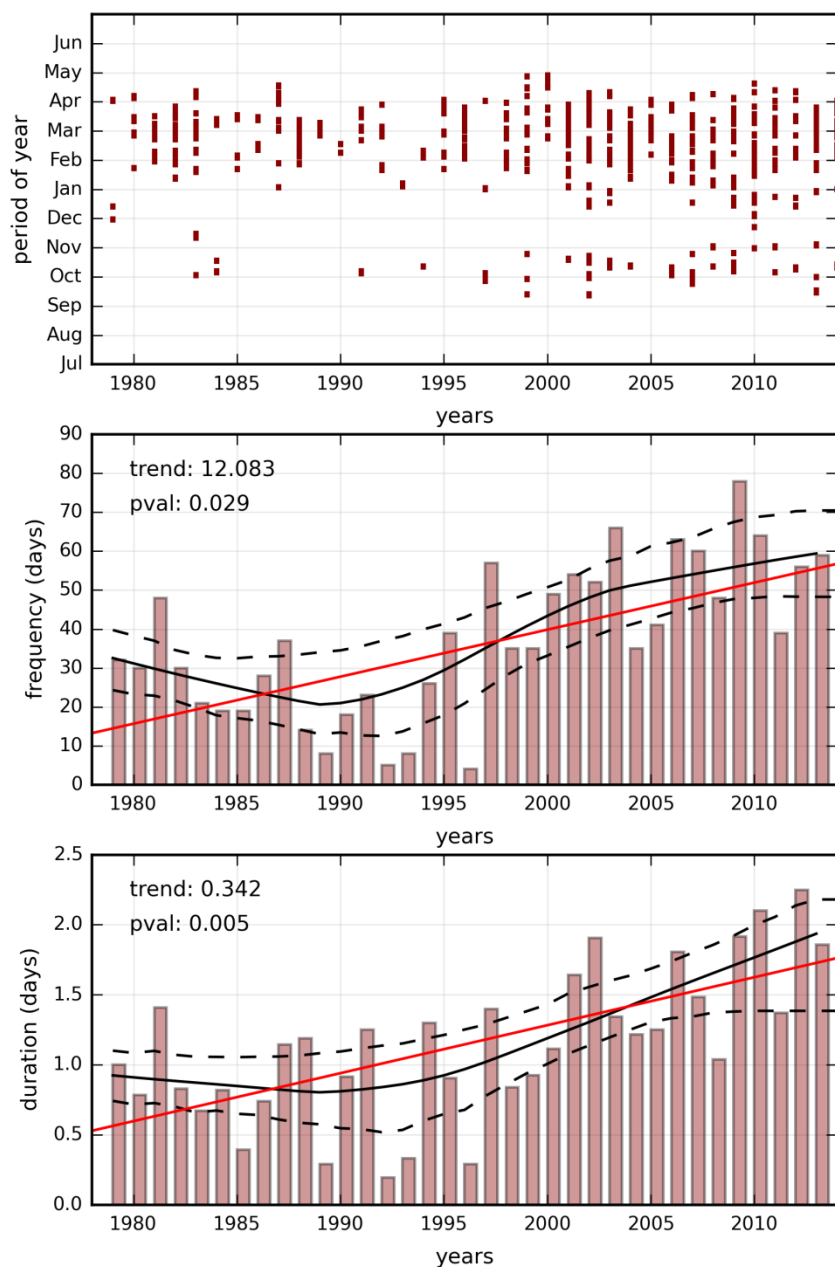 Jun
May
Apr
Mar
Feb
Jan
Dec
Nov
Oct
Sep
Aug
Jul
period of year
1980 1985 1990 1995 2000 2005 2010
years
90
80
70
60
50
40
30
20
10
0
frequency (days)
trend: 12.083
pval: 0.029
1980 1985 1990 1995 2000 2005 2010
years
2.5
2.0
1.5
1.0
0.5
0.0
duration (days)
trend: 0.342
pval: 0.005
1980 1985 1990 1995 2000 2005 2010
years